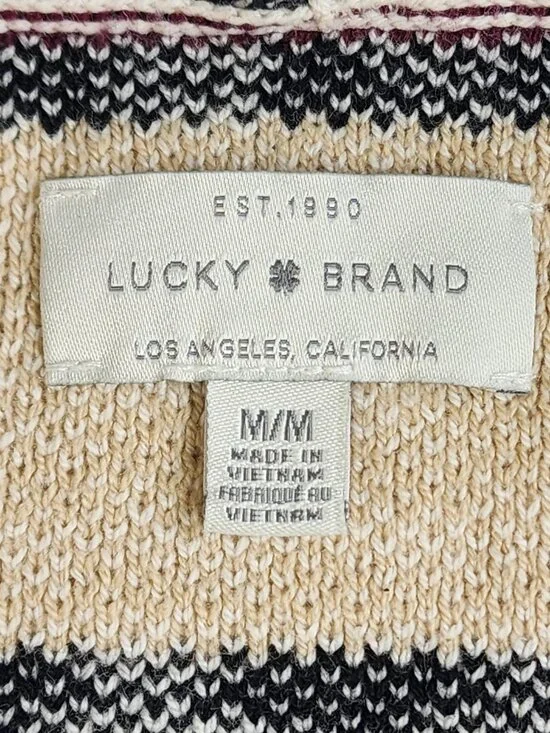 EST.1990
LUCKY BRAND
LOS ANGELES, CALIFORNIA
M/M
MADE IN
VIETNAM
FABRIQUÉ AU
VIETNAM